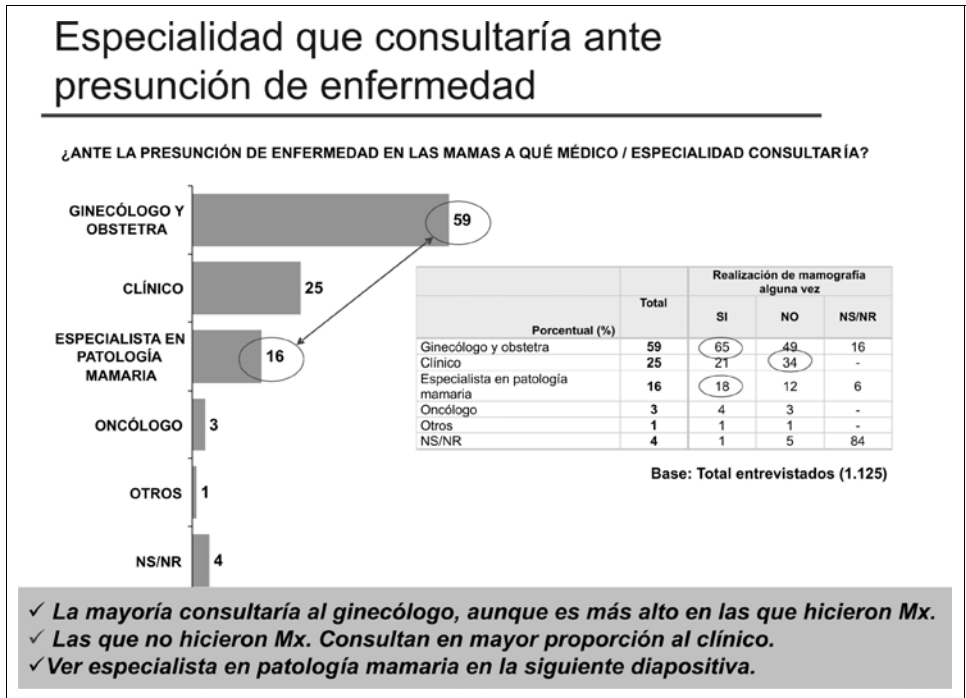 Especialidad que consultaría ante
presunción de enfermedad
¿ANTE LA PRESUNCIÓN DE ENFERMEDAD EN LAS MAMAS A QUÉ MÉDICO / ESPECIALIDAD CONSULTARÍA?
GINECÓLOGO Y
OBSTETRA
59
CLÍNICO
25
ESPECIALISTA EN
PATOLOGÍA
MAMARIA
16
ONCÓLOGO
3
OTROS
1
NS/NR
4
Realización de mamografía
alguna vez
Porcentual (%) Total SI NO NS/NR
Ginecólogo y obstetra 59 65 49 16
Clínico 25 21 34 -
Especialista en patología
mamaria 16 18 12 6
Oncólogo 3 4 3 -
Otros 1 1 1 -
NS/NR 4 1 5 84
Base: Total entrevistados (1.125)
✓ La mayoría consultaría al ginecólogo, aunque es más alto en las que hicieron Mx.
✓ Las que no hicieron Mx. Consultan en mayor proporción al clínico.
✓Ver especialista en patología mamaria en la siguiente diapositiva.